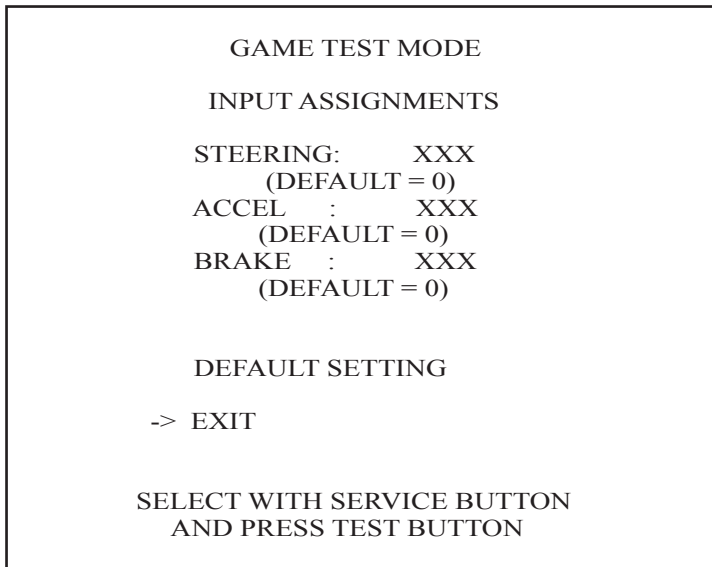 GAME TEST MODE
INPUT ASSIGNMENTS
STEERING: XXX
(DEFAULT = 0)
ACCEL : XXX
(DEFAULT = 0)
BRAKE : XXX
(DEFAULT = 0)
DEFAULT SETTING
-> EXIT
SELECT WITH SERVICE BUTTON
AND PRESS TEST BUTTON